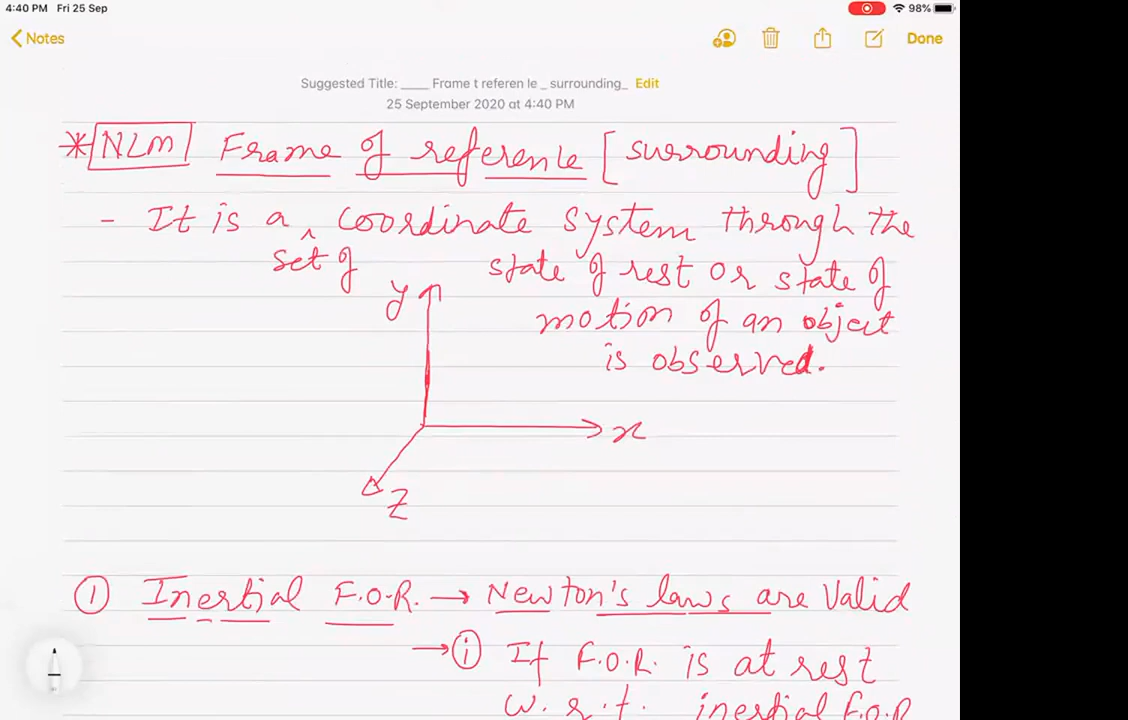 4:40 PM Fri 25 Sep 98%
Notes Done
Suggested Title: ____ Frame t referen le _ surrounding_ Edit
25 September 2020 at 4:40 PM
* NLM Frame of reference [surrounding]
- It is a ^ coordinate system through the
set of state of rest or state of
y motion of an object
is observed.
x
z
① Inertial F.O.R. → Newton's laws are valid
→ ⓘ If F.O.R. is at rest
w.r.t. inertial F.O.R